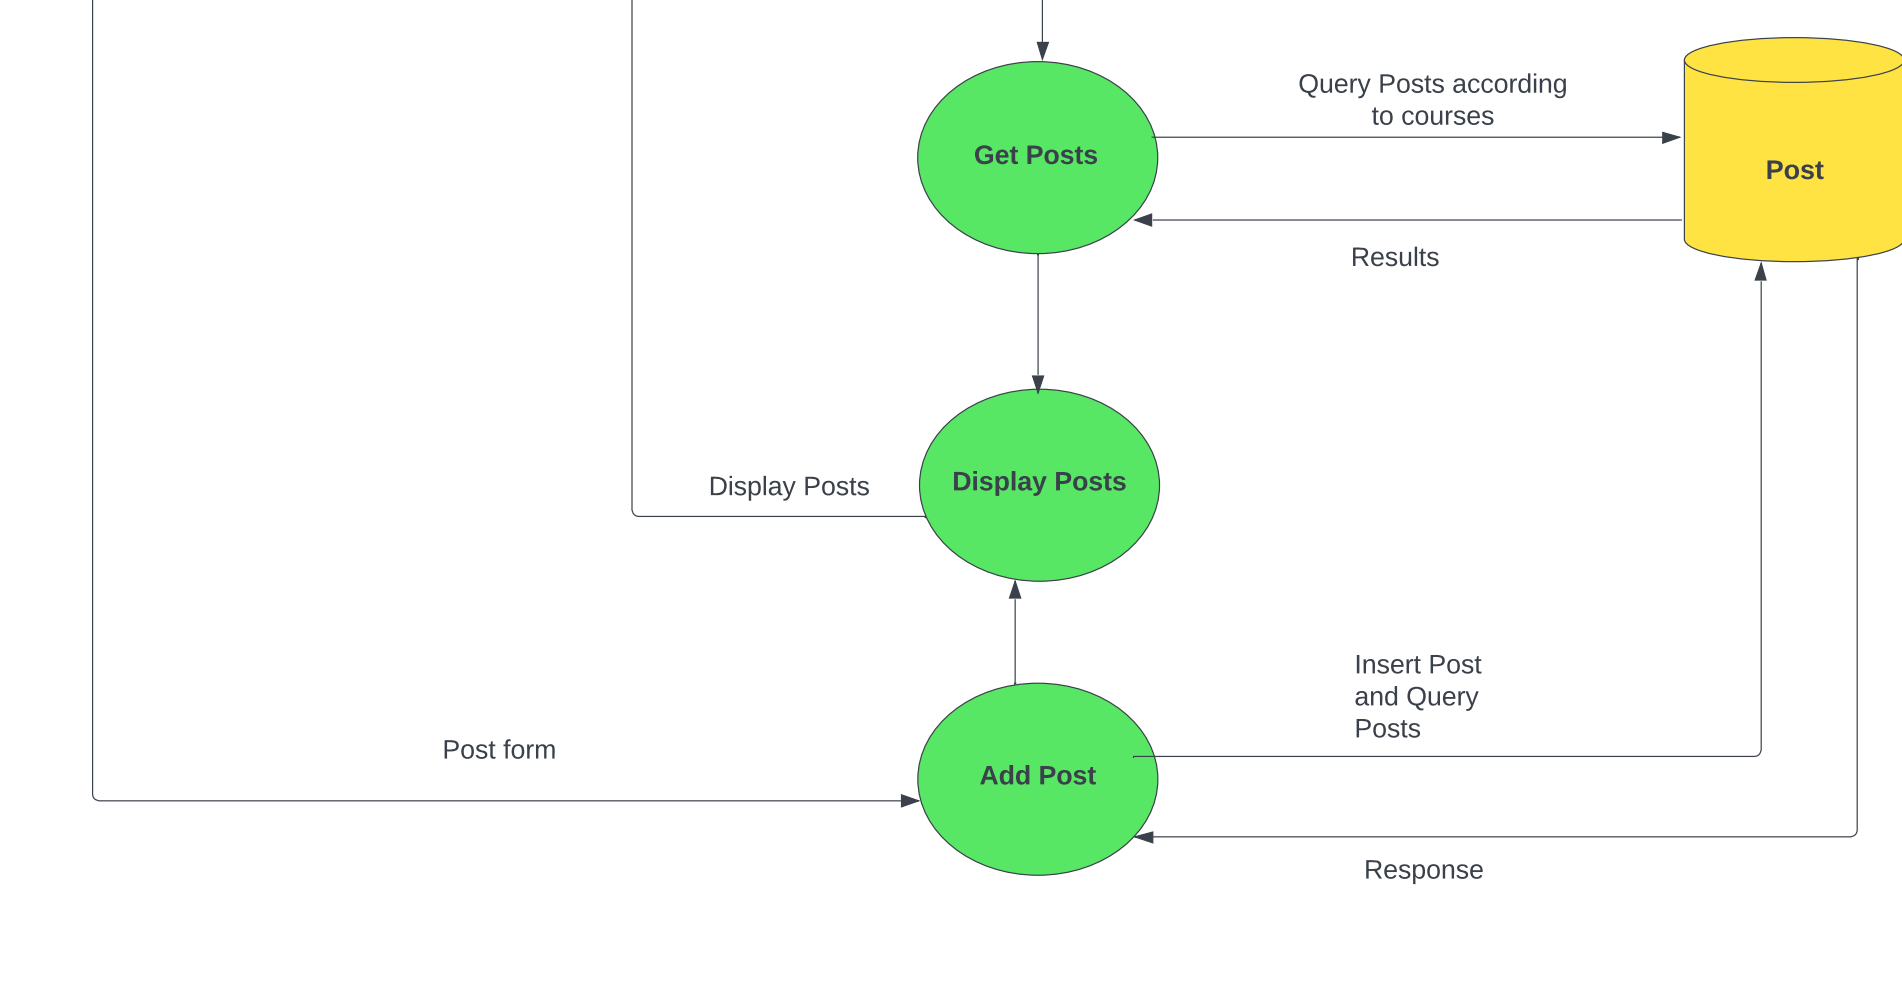 Query Posts according
to courses
Get Posts
Post
Results
Display Posts
Display Posts
Insert Post
and Query
Posts
Post form
Add Post
Response